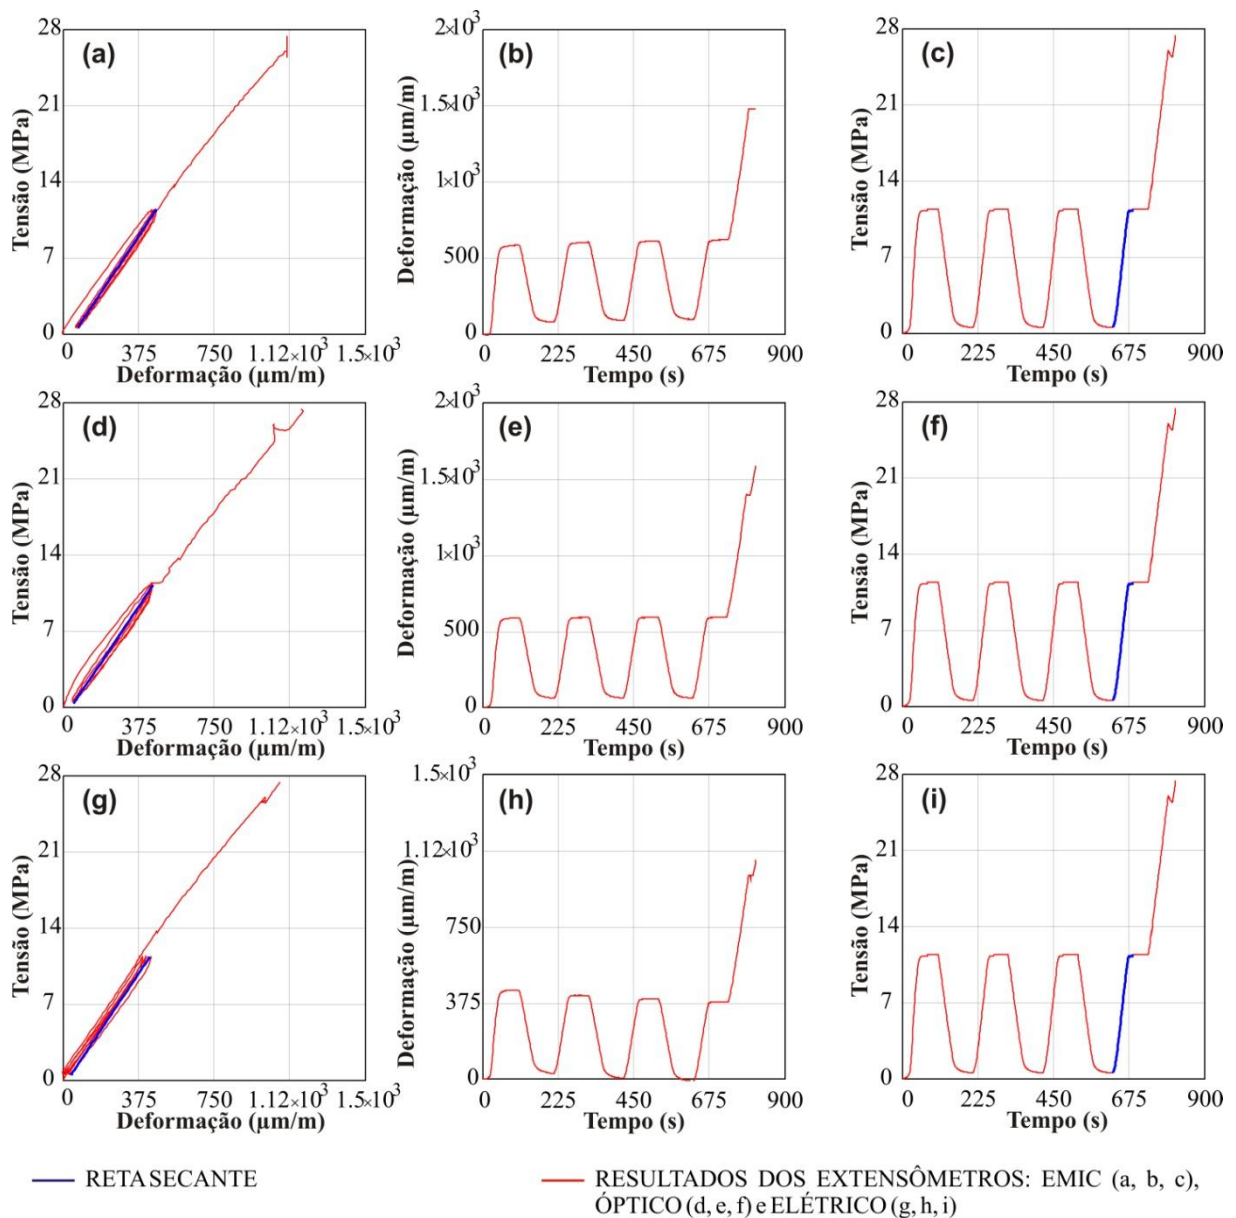 (a)
28
21
14
7
0
Tensão (MPa)
0 375 750 1.12×10³ 1.5×10³
Deformação (µm/m)
(b)
2×10³
1.5×10³
1×10³
500
0
Deformação (µm/m)
0 225 450 675 900
Tempo (s)
(c)
28
21
14
7
0
Tensão (MPa)
0 225 450 675 900
Tempo (s)
(d)
28
21
14
7
0
Tensão (MPa)
0 375 750 1.12×10³ 1.5×10³
Deformação (µm/m)
(e)
2×10³
1.5×10³
1×10³
500
0
Deformação (µm/m)
0 225 450 675 900
Tempo (s)
(f)
28
21
14
7
0
Tensão (MPa)
0 225 450 675 900
Tempo (s)
(g)
28
21
14
7
0
Tensão (MPa)
0 375 750 1.12×10³ 1.5×10³
Deformação (µm/m)
(h)
1.5×10³
1.12×10³
750
375
0
Deformação (µm/m)
0 225 450 675 900
Tempo (s)
(i)
28
21
14
7
0
Tensão (MPa)
0 225 450 675 900
Tempo (s)
RETA SECANTE
RESULTADOS DOS EXTENSÔMETROS: EMIC (a, b, c),
ÓPTICO (d, e, f) e ELÉTRICO (g, h, i)